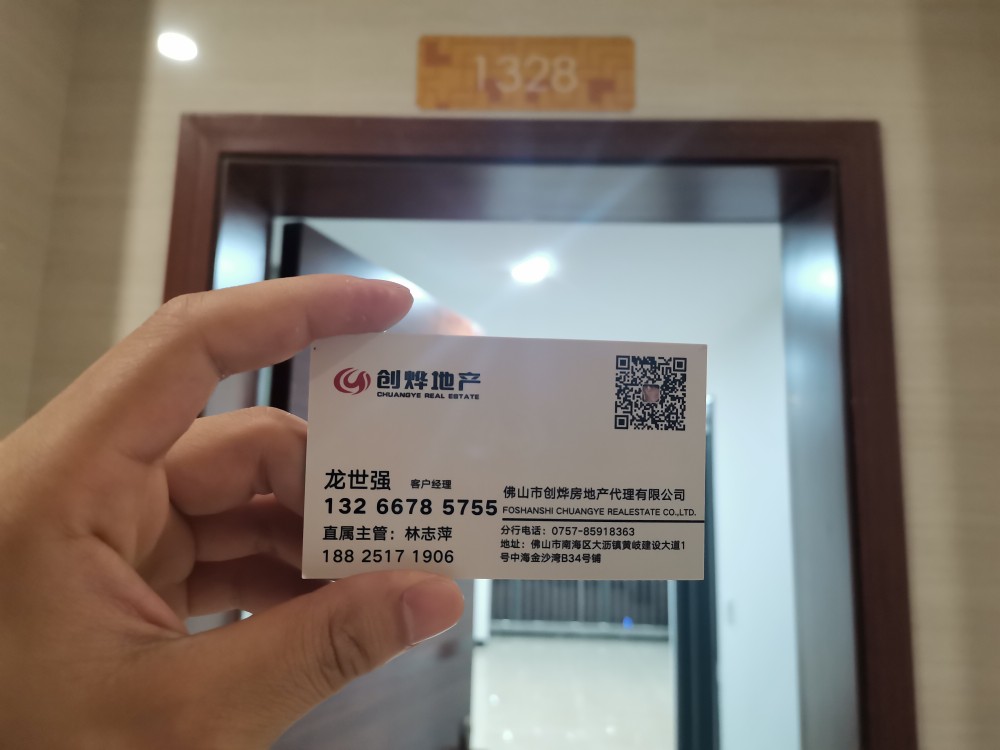 1328
创烨地产
CHUANGYE REAL ESTATE
龙世强 客户经理
132 6678 5755
直属主管：林志萍
188 2517 1906
佛山市创烨房地产代理有限公司
FOSHANSHI CHUANGYE REALESTATE CO.,LTD.
分行电话：0757-85918363
地址：佛山市南海区大沥镇黄岐建设大道1
号中海金沙湾B34号铺